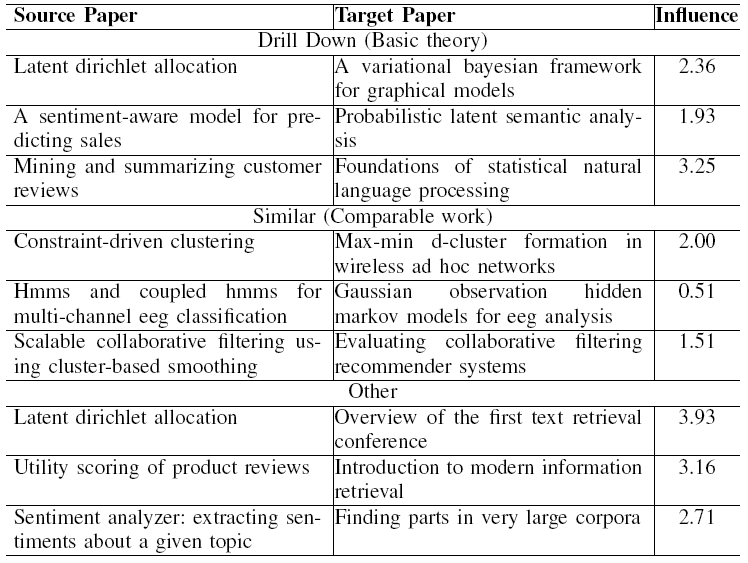 Source Paper Target Paper Influence
Drill Down (Basic theory)
Latent dirichlet allocation A variational bayesian framework 2.36
for graphical models
A sentiment-aware model for pre- Probabilistic latent semantic analy- 1.93
dicting sales sis
Mining and summarizing customer Foundations of statistical natural 3.25
reviews language processing
Similar (Comparable work)
Constraint-driven clustering Max-min d-cluster formation in 2.00
wireless ad hoc networks
Hmms and coupled hmms for Gaussian observation hidden 0.51
multi-channel eeg classification markov models for eeg analysis
Scalable collaborative filtering us- Evaluating collaborative filtering 1.51
ing cluster-based smoothing recommender systems
Other
Latent dirichlet allocation Overview of the first text retrieval 3.93
conference
Utility scoring of product reviews Introduction to modern information 3.16
retrieval
Sentiment analyzer: extracting sen- Finding parts in very large corpora 2.71
timents about a given topic